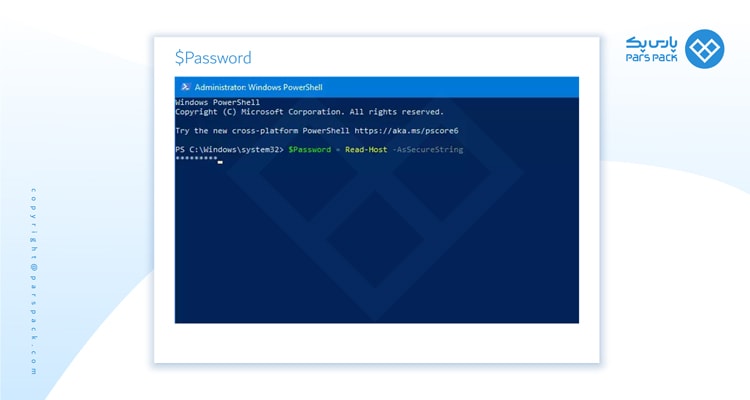 $Password
پارس پک
PARS PACK
Administrator: Windows PowerShell
Windows PowerShell
Copyright (C) Microsoft Corporation. All rights reserved.
Try the new cross-platform PowerShell https://aka.ms/pscore6
PS C:\Windows\system32> $Password = Read-Host -AsSecureString
*********
copyright@parspack.com